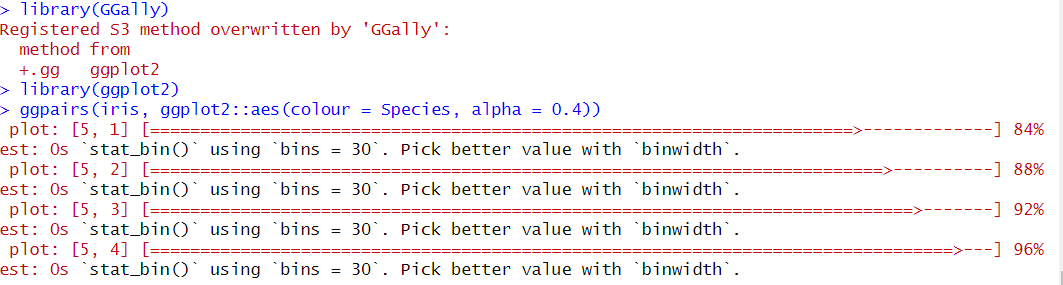 > library(GGally)
Registered S3 method overwritten by 'GGally':
  method from
  +.gg   ggplot2
> library(ggplot2)
> ggpairs(iris, ggplot2::aes(colour = Species, alpha = 0.4))
 plot: [5, 1] [=======================================================================>-------------] 84%
est: 0s `stat_bin()` using `bins = 30`. Pick better value with `binwidth`.
 plot: [5, 2] [==========================================================================>----------] 88%
est: 0s `stat_bin()` using `bins = 30`. Pick better value with `binwidth`.
 plot: [5, 3] [=============================================================================>-------] 92%
est: 0s `stat_bin()` using `bins = 30`. Pick better value with `binwidth`.
 plot: [5, 4] [=================================================================================>---] 96%
est: 0s `stat_bin()` using `bins = 30`. Pick better value with `binwidth`.